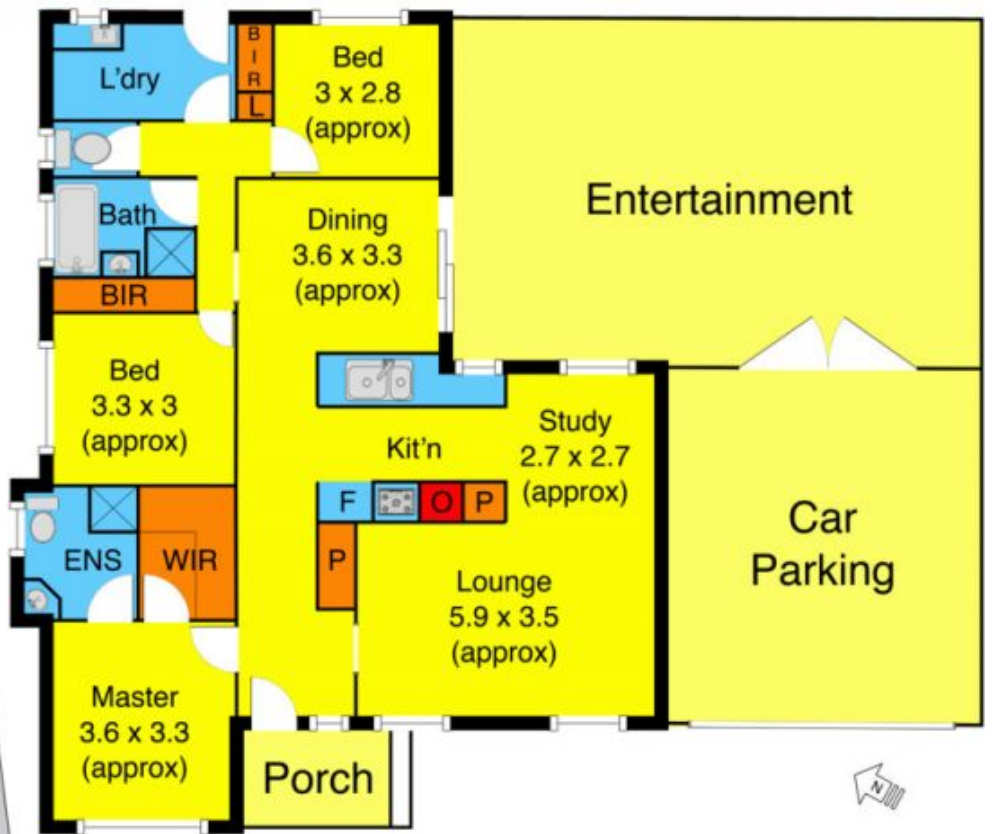 L'dry
B
I
R
L
Bed
3 x 2.8
(approx)
Entertainment
Bath
Dining
3.6 x 3.3
(approx)
BIR
Bed
3.3 x 3
(approx)
Kit'n
Study
2.7 x 2.7
(approx)
F
O
P
Car
Parking
ENS
WIR
P
Lounge
5.9 x 3.5
(approx)
Master
3.6 x 3.3
(approx)
Porch
N